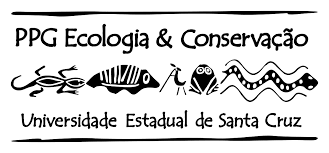 PPG Ecologia & Conservação
Universidade Estadual de Santa Cruz